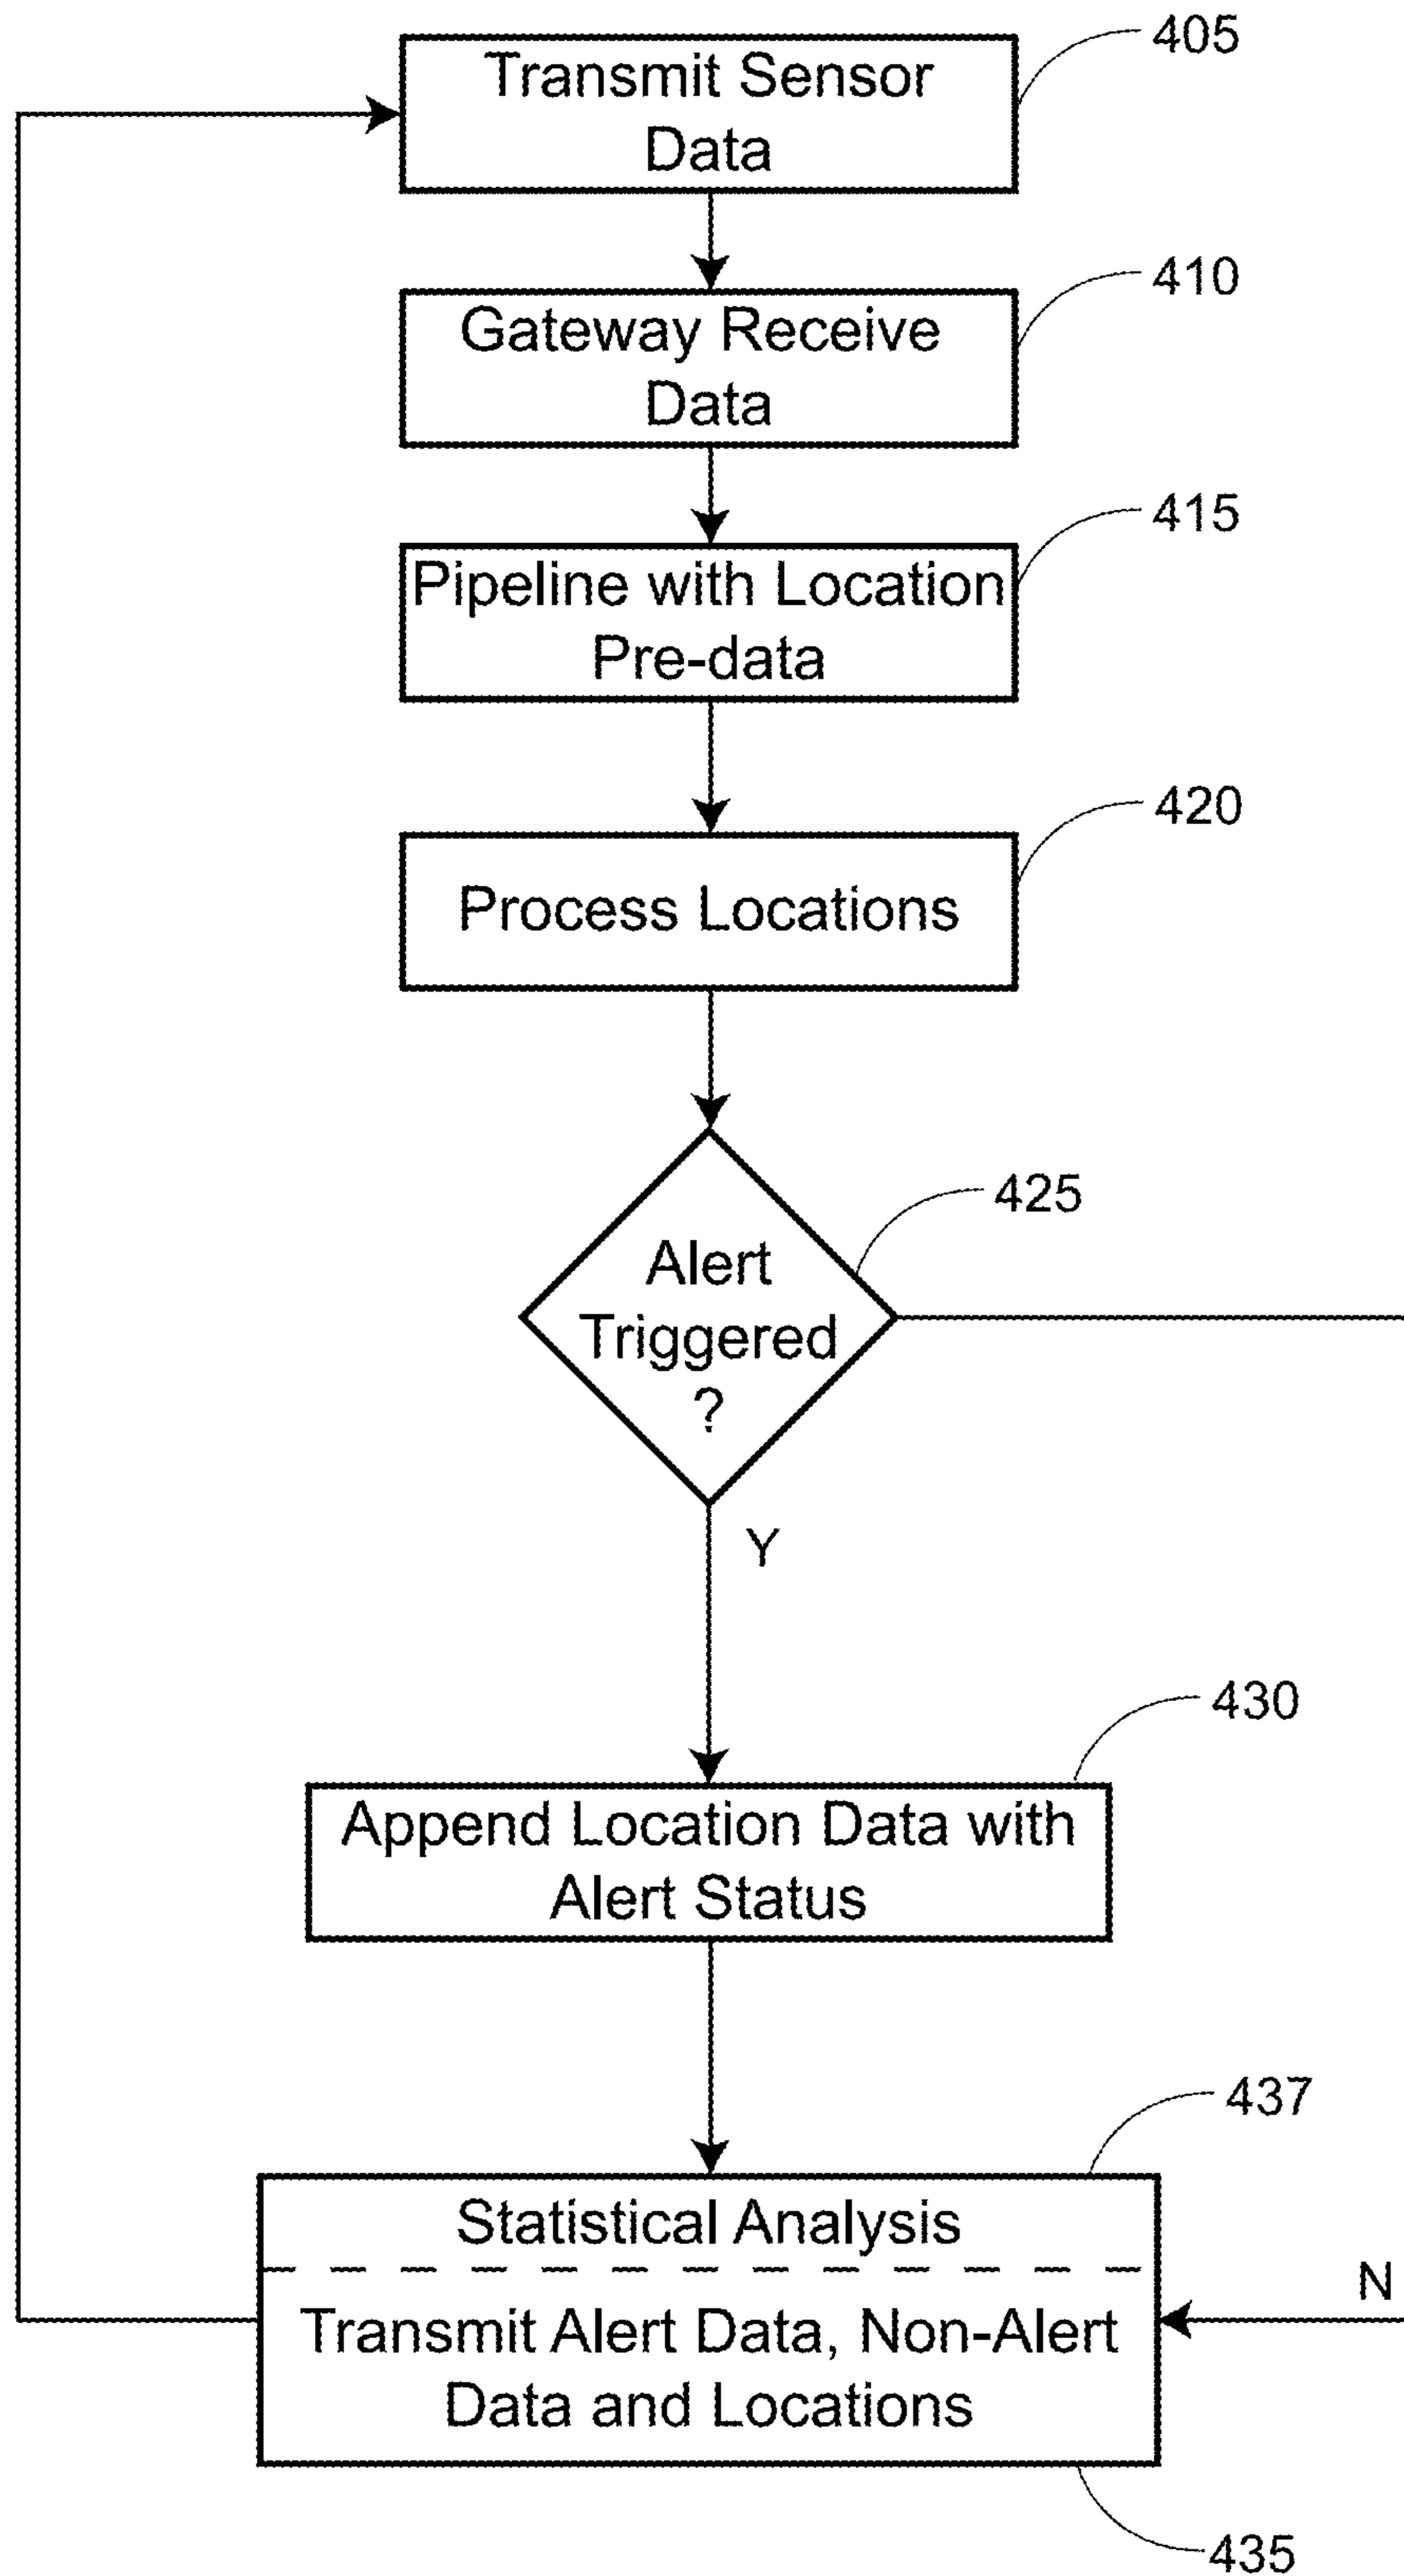 405
Transmit Sensor
Data
410
Gateway Receive
Data
415
Pipeline with Location
Pre-data
420
Process Locations
425
Alert
Triggered
?
Y
430
Append Location Data with
Alert Status
437
Statistical Analysis
N
Transmit Alert Data, Non-Alert
Data and Locations
435